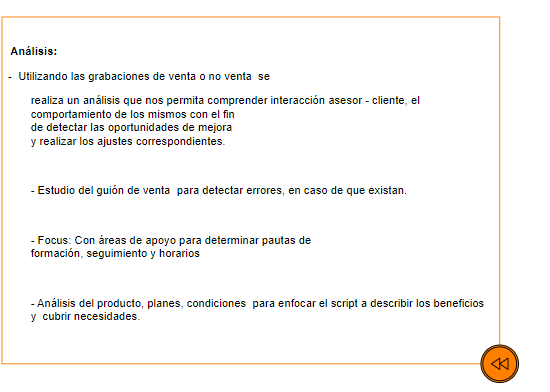 Análisis:
- Utilizando las grabaciones de venta o no venta se
realiza un análisis que nos permita comprender interacción asesor - cliente, el
comportamiento de los mismos con el fin
de detectar las oportunidades de mejora
y realizar los ajustes correspondientes.
- Estudio del guión de venta para detectar errores, en caso de que existan.
- Focus: Con áreas de apoyo para determinar pautas de
formación, seguimiento y horarios
- Análisis del producto, planes, condiciones para enfocar el script a describir los beneficios
y cubrir necesidades.